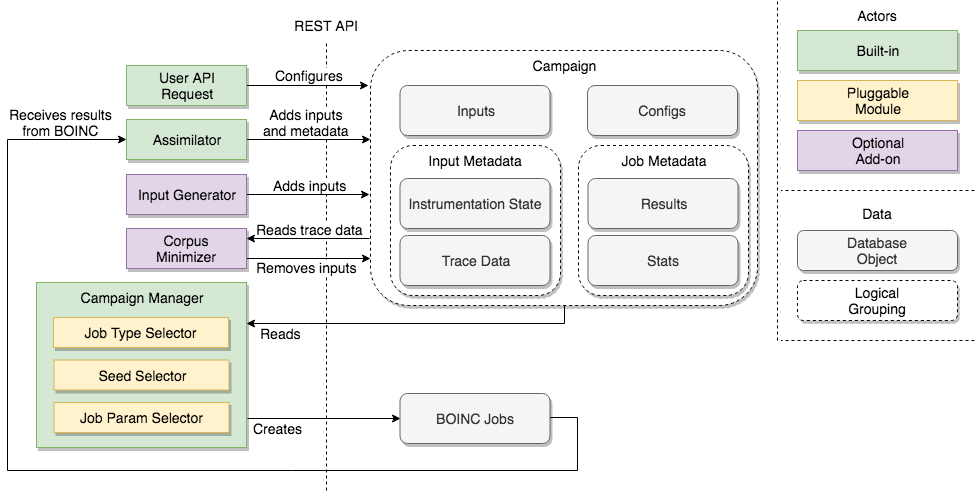 REST API
Actors
Built-in
Pluggable
Module
Optional
Add-on
Data
Database
Object
Logical
Grouping
User API
Request
Configures
Receives results
from BOINC
Assimilator
Adds inputs
and metadata
Input Generator
Adds inputs
Corpus
Minimizer
Reads trace data
Removes inputs
Campaign
Inputs
Configs
Input Metadata
Instrumentation State
Trace Data
Job Metadata
Results
Stats
Campaign Manager
Job Type Selector
Seed Selector
Job Param Selector
Reads
Creates
BOINC Jobs